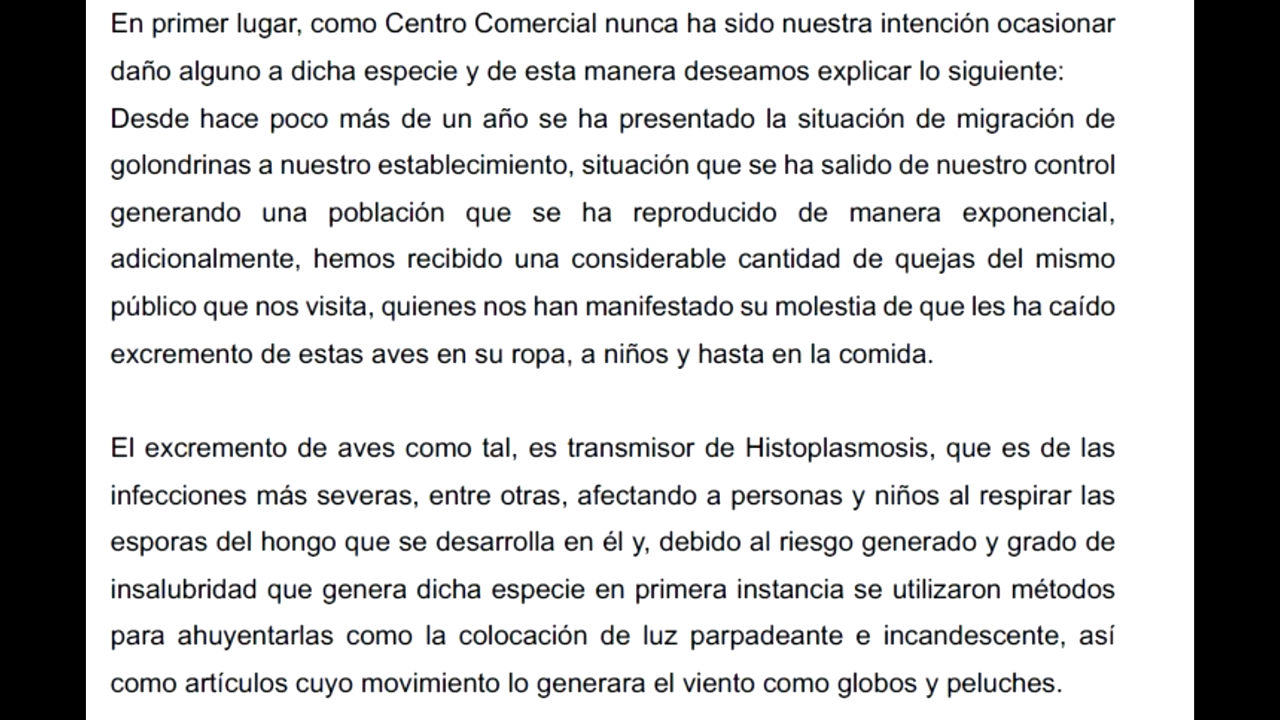 En primer lugar, como Centro Comercial nunca ha sido nuestra intención ocasionar
daño alguno a dicha especie y de esta manera deseamos explicar lo siguiente:
Desde hace poco más de un año se ha presentado la situación de migración de
golondrinas a nuestro establecimiento, situación que se ha salido de nuestro control
generando una población que se ha reproducido de manera exponencial,
adicionalmente, hemos recibido una considerable cantidad de quejas del mismo
público que nos visita, quienes nos han manifestado su molestia de que les ha caído
excremento de estas aves en su ropa, a niños y hasta en la comida.
El excremento de aves como tal, es transmisor de Histoplasmosis, que es de las
infecciones más severas, entre otras, afectando a personas y niños al respirar las
esporas del hongo que se desarrolla en él y, debido al riesgo generado y grado de
insalubridad que genera dicha especie en primera instancia se utilizaron métodos
para ahuyentarlas como la colocación de luz parpadeante e incandescente, así
como artículos cuyo movimiento lo generara el viento como globos y peluches.